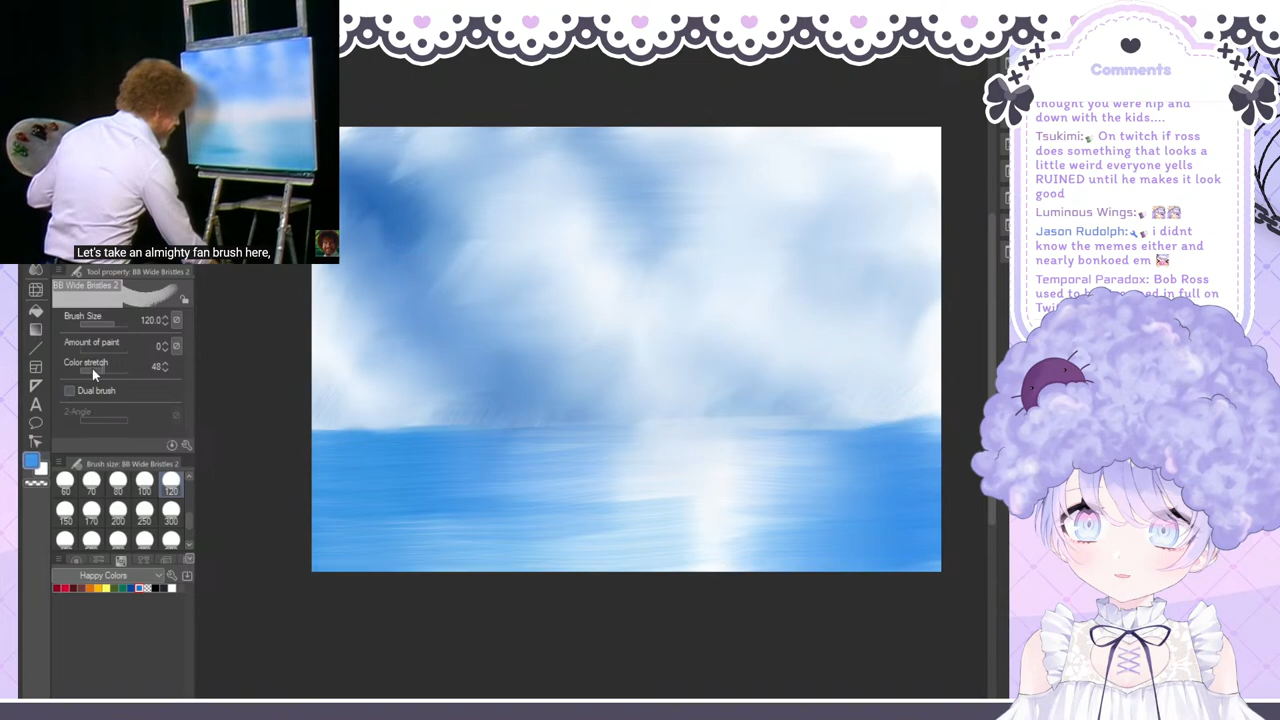 Let's take an almighty fan brush here,
Tool property: BB Wide Bristles 2
BB Wide Bristles 2
Brush Size 120.0
Amount of paint 0
Color stretch 48
Dual brush
2-Angle
Brush size: BB Wide Bristles 2
60 70 80 100 120
150 170 200 250 300
Happy Colors
A
Comments
thought you were hip and
down with the kids....
Tsukimi: On twitch if ross
does something that looks a
little weird everyone yells
RUINED until he makes it look
good
Luminous Wings:
Jason Rudolph: i didnt
know the memes either and
nearly bonkoed em
Temporal Paradox: Bob Ross
used to in full on